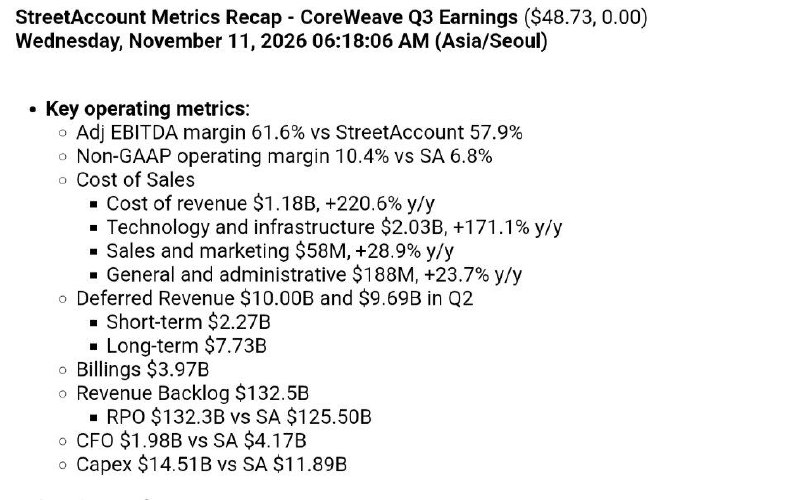 StreetAccount Metrics Recap - CoreWeave Q3 Earnings ($48.73, 0.00)
Wednesday, November 11, 2026 06:18:06 AM (Asia/Seoul)
• Key operating metrics:
◦ Adj EBITDA margin 61.6% vs StreetAccount 57.9%
◦ Non-GAAP operating margin 10.4% vs SA 6.8%
◦ Cost of Sales
▪ Cost of revenue $1.18B, +220.6% y/y
▪ Technology and infrastructure $2.03B, +171.1% y/y
▪ Sales and marketing $58M, +28.9% y/y
▪ General and administrative $188M, +23.7% y/y
◦ Deferred Revenue $10.00B and $9.69B in Q2
▪ Short-term $2.27B
▪ Long-term $7.73B
◦ Billings $3.97B
◦ Revenue Backlog $132.5B
▪ RPO $132.3B vs SA $125.50B
◦ CFO $1.98B vs SA $4.17B
◦ Capex $14.51B vs SA $11.89B